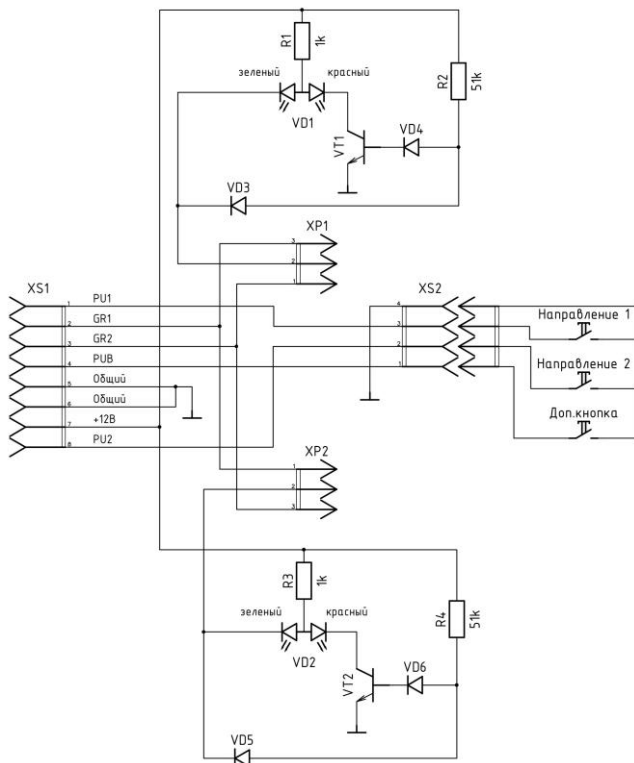 R1
1k
зеленый
красный
VD1
R2
51k
VT1
VD4
VD3
XP1
3
2
1
XS1
1 PU1
2 GR1
3 GR2
4 PUB
5 Общий
6 Общий
7 +12В
8 PU2
XS2
4
3
2
1
Направление 1
Направление 2
Доп.кнопка
XP2
1
2
3
R3
1k
зеленый
красный
VD2
R4
51k
VT2
VD6
VD5